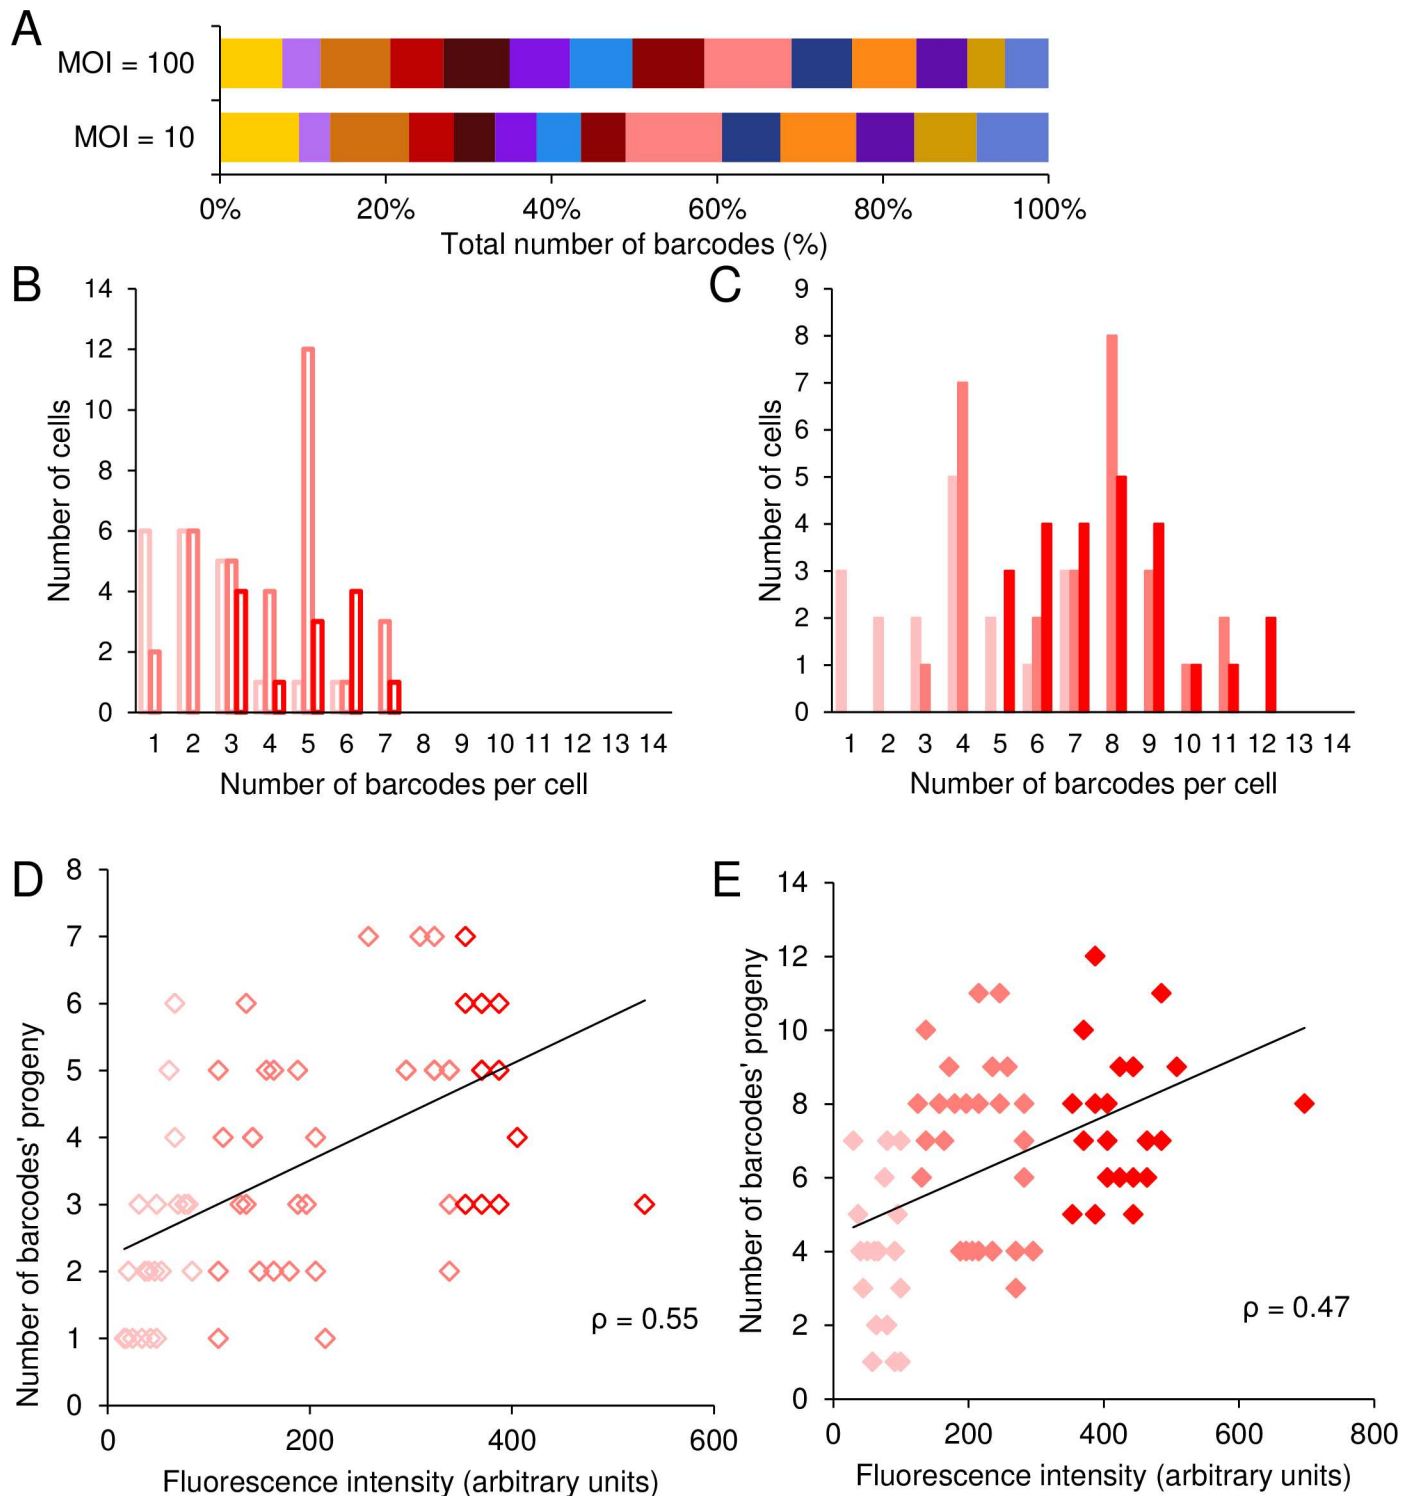 A
MOI = 100
MOI = 10
0% 20% 40% 60% 80% 100%
Total number of barcodes (%)
B
14
12
10
8
6
4
2
0
Number of cells
1 2 3 4 5 6 7 8 9 10 11 12 13 14
Number of barcodes per cell
C
9
8
7
6
5
4
3
2
1
0
Number of cells
1 2 3 4 5 6 7 8 9 10 11 12 13 14
Number of barcodes per cell
D
8
7
6
5
4
3
2
1
0
Number of barcodes' progeny
ρ = 0.55
0 200 400 600
Fluorescence intensity (arbitrary units)
E
14
12
10
8
6
4
2
0
Number of barcodes' progeny
ρ = 0.47
0 200 400 600 800
Fluorescence intensity (arbitrary units)